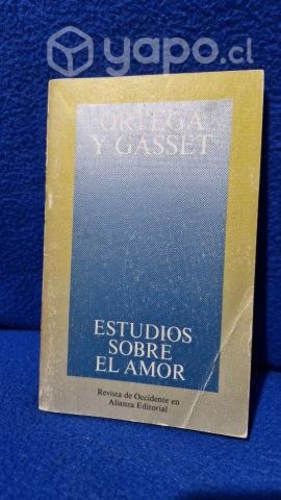 yapo.cl
ORTEGA
Y GASSET
ESTUDIOS
SOBRE
EL AMOR
Revista de Occidente en
Alianza Editorial